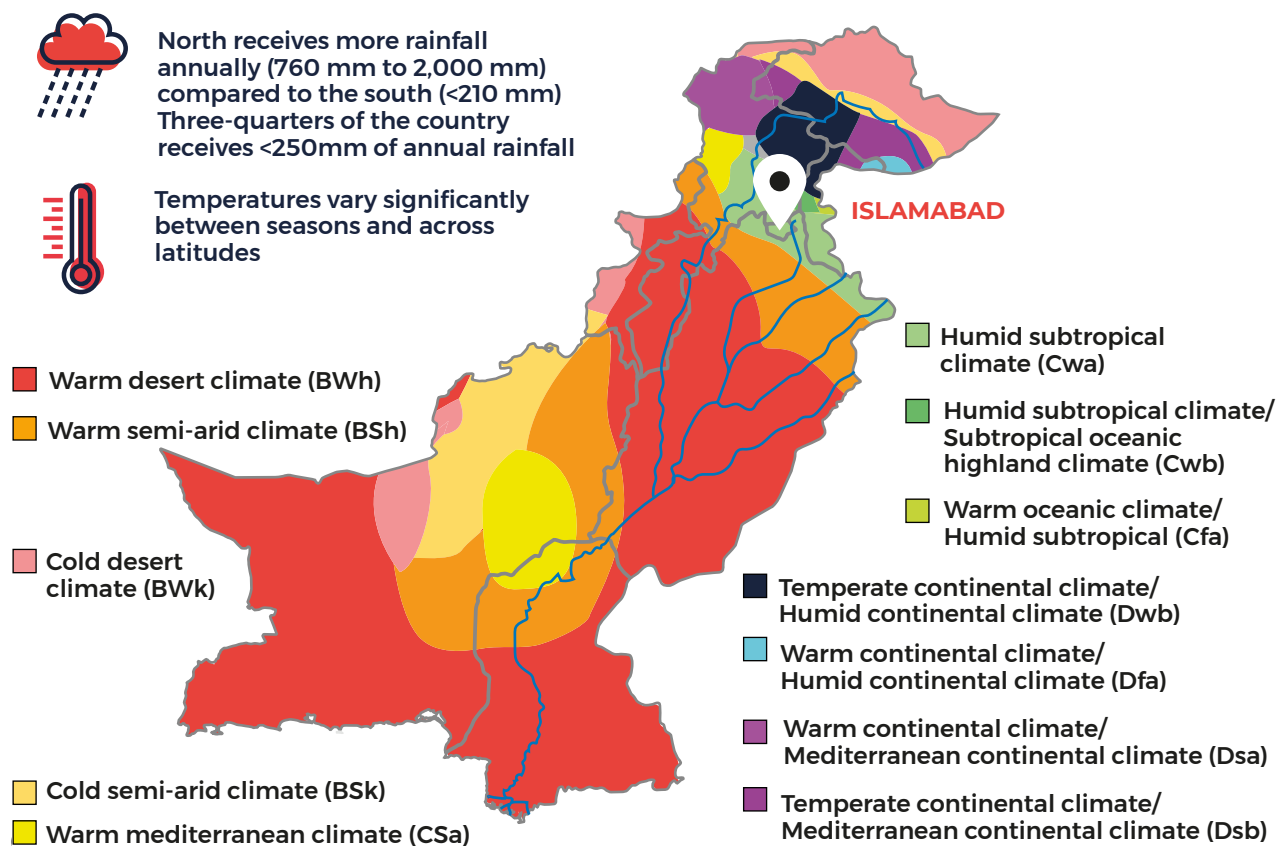 North receives more rainfall
annually (760 mm to 2,000 mm)
compared to the south (<210 mm)
Three-quarters of the country
receives <250mm of annual rainfall
Temperatures vary significantly
between seasons and across
latitudes
ISLAMABAD
Warm desert climate (BWh)
Warm semi-arid climate (BSh)
Cold desert
climate (BWk)
Cold semi-arid climate (BSk)
Warm mediterranean climate (CSa)
Humid subtropical
climate (Cwa)
Humid subtropical climate/
Subtropical oceanic
highland climate (Cwb)
Warm oceanic climate/
Humid subtropical (Cfa)
Temperate continental climate/
Humid continental climate (Dwb)
Warm continental climate/
Humid continental climate (Dfa)
Warm continental climate/
Mediterranean continental climate (Dsa)
Temperate continental climate/
Mediterranean continental climate (Dsb)